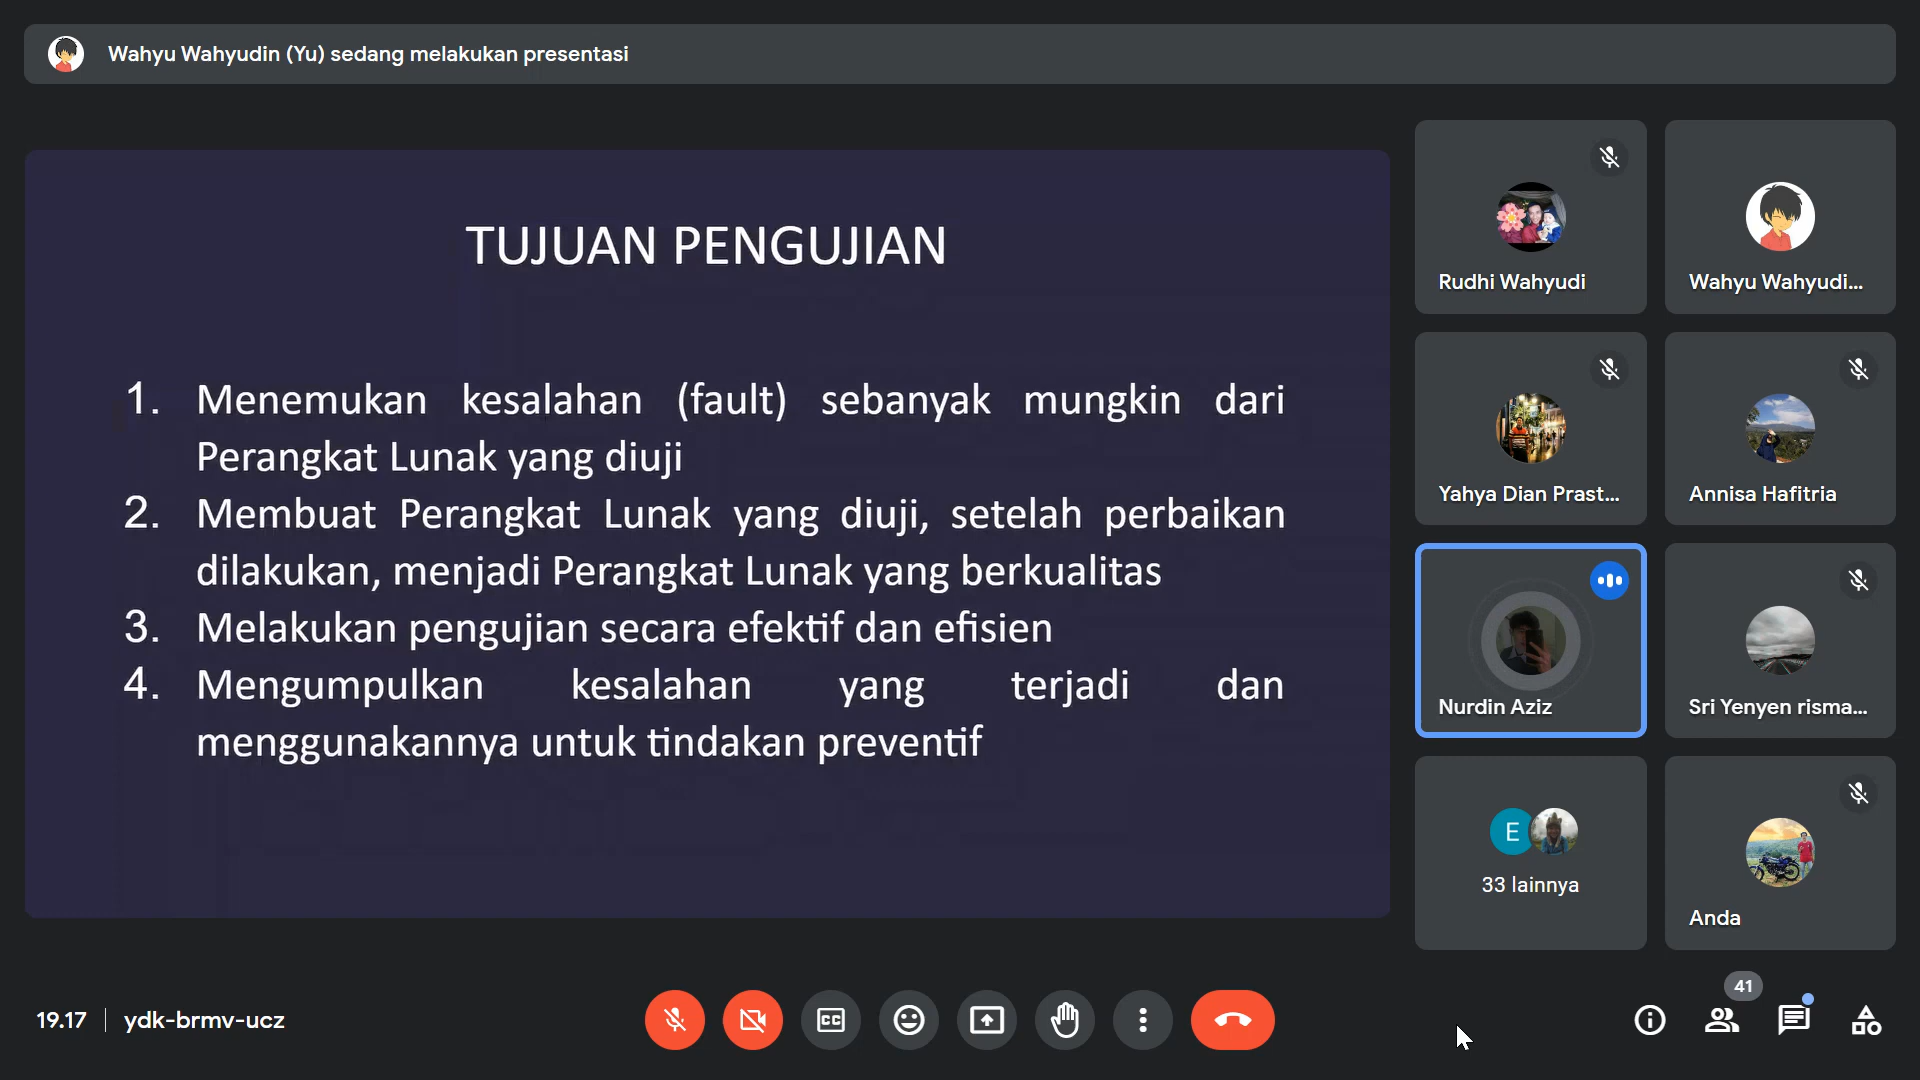 Wahyu Wahyudin (Yu) sedang melakukan presentasi
TUJUAN PENGUJIAN
1. Menemukan kesalahan (fault) sebanyak mungkin dari
Perangkat Lunak yang diuji
2. Membuat Perangkat Lunak yang diuji, setelah perbaikan
dilakukan, menjadi Perangkat Lunak yang berkualitas
3. Melakukan pengujian secara efektif dan efisien
4. Mengumpulkan kesalahan yang terjadi dan
menggunakannya untuk tindakan preventif
Rudhi Wahyudi
Wahyu Wahyudi...
Yahya Dian Prast...
Annisa Hafitria
Nurdin Aziz
Sri Yenyen risma...
E
33 lainnya
Anda
19.17 | ydk-brmv-ucz
CC
41